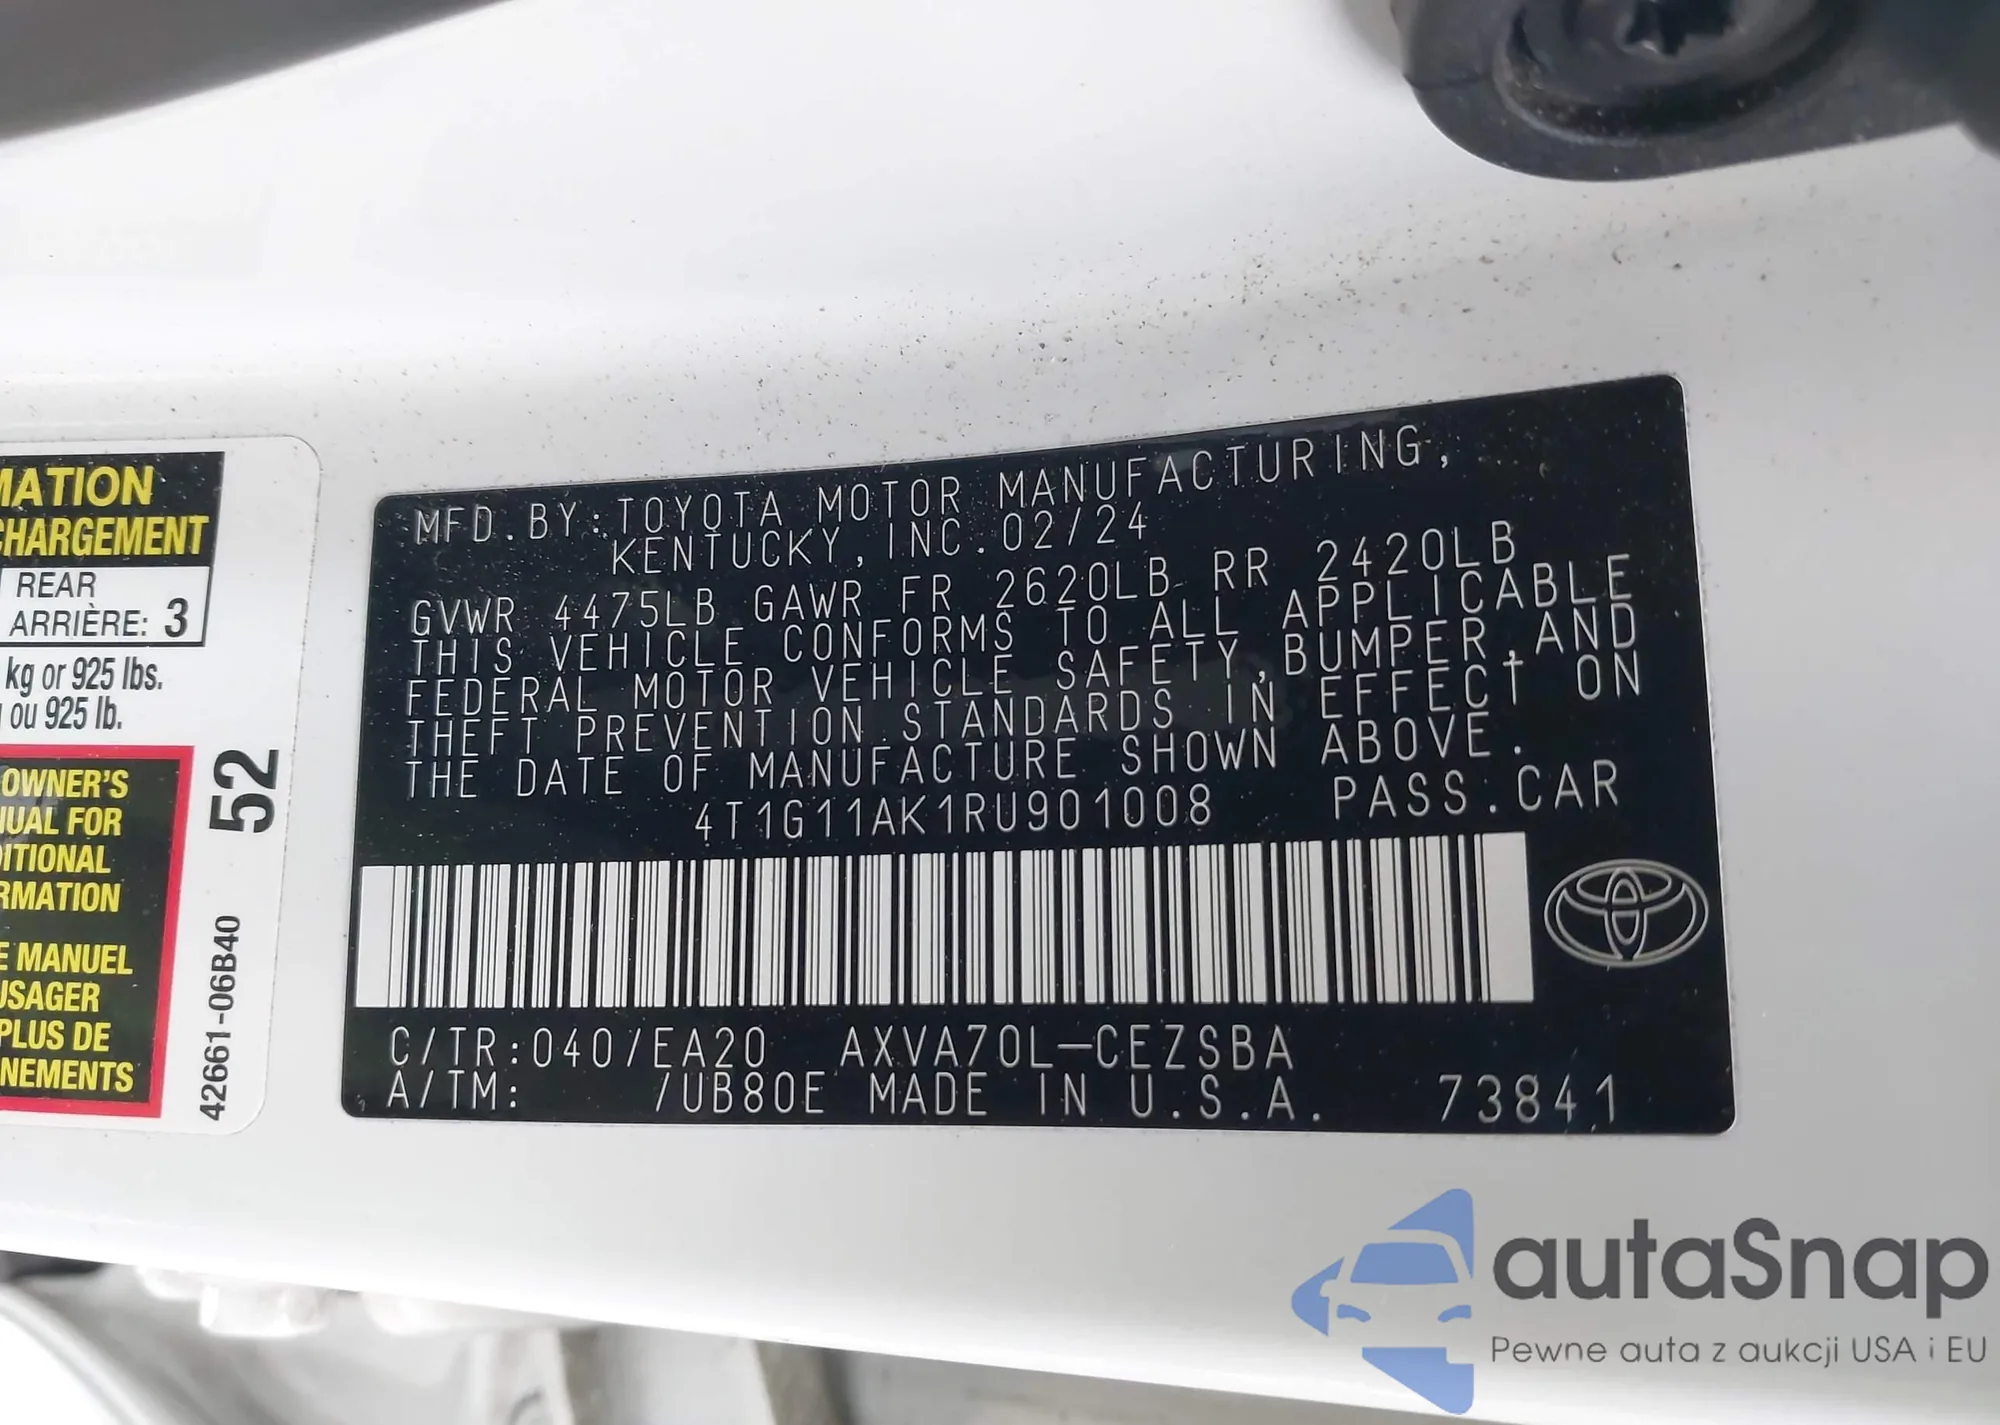 MATION
CHARGEMENT
REAR
ARRIÈRE: 3
kg or 925 lbs.
ou 925 lb.
OWNER'S
UAL FOR
ITIONAL
RMATION
E MANUEL
USAGER
PLUS DE
NEMENTS
52
42661-06B40
MFD. BY: TOYOTA MOTOR MANUFACTURING,
KENTUCKY, INC. 02/24
GVWR 4475LB GAWR FR 2620LB RR 2420LB
THIS VEHICLE CONFORMS TO ALL APPLICABLE
FEDERAL MOTOR VEHICLE SAFETY, BUMPER, AND
THEFT PREVENTION STANDARDS IN EFFECT ON
THE DATE OF MANUFACTURE SHOWN ABOVE.
4T1G11AK1RU901008 PASS. CAR
C/TR: 040/EA20 AXVA70L-CEZSBA
A/TM: /UB80E MADE IN U.S.A. 73841
autaSnap
Pewne auta z aukcji USA i EU